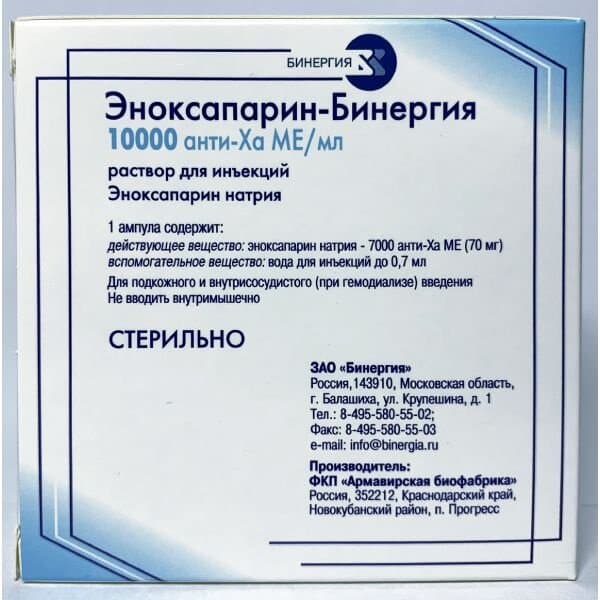 БИНЕРГИЯ
Эноксапарин-Бинергия
10000 анти-Ха МЕ/мл
раствор для инъекций
Эноксапарин натрия
1 ампула содержит:
действующее вещество: эноксапарин натрия - 7000 анти-Ха МЕ (70 мг)
вспомогательное вещество: вода для инъекций до 0,7 мл
Для подкожного и внутрисосудистого (при гемодиализе) введения
Не вводить внутримышечно
СТЕРИЛЬНО
ЗАО «Бинергия»
Россия,143910, Московская область,
г. Балашиха, ул. Крупешина, д. 1
Тел.: 8-495-580-55-02;
Факс: 8-495-580-55-03
e-mail: info@binergia.ru
Производитель:
ФКП «Армавирская биофабрика»
Россия, 352212, Краснодарский край,
Новокубанский район, п. Прогресс